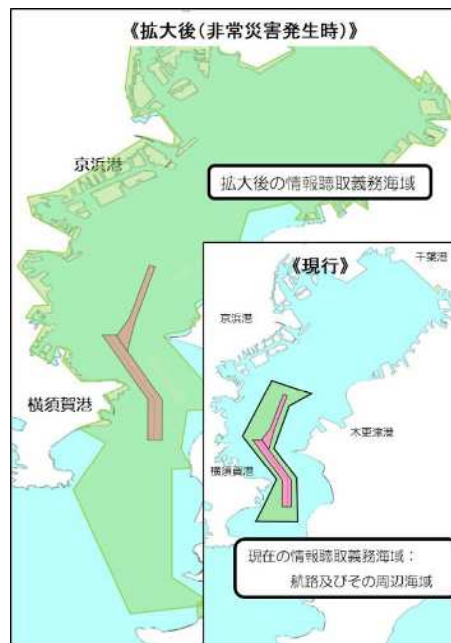 《拡大後(非常災害発生時)》
京浜港
拡大後の情報聴取義務海域
横須賀港
《現行》
千葉港
京浜港
木更津港
横須賀港
現在の情報聴取義務海域：
航路及びその周辺海域